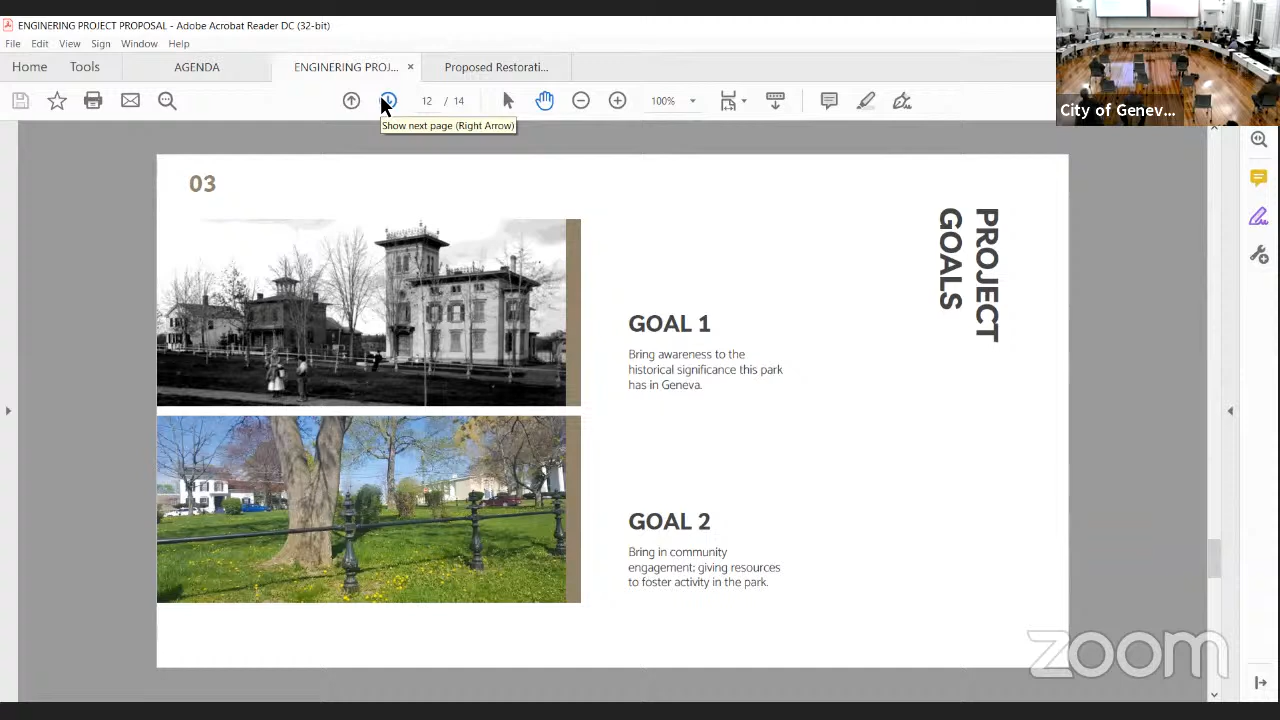 ENGINERING PROJECT PROPOSAL - Adobe Acrobat Reader DC (32-bit)
File Edit View Sign Window Help
Home Tools AGENDA ENGINERING PROJ... × Proposed Restorati...
12 / 14 100%
Show next page (Right Arrow)
City of Genev...
03
PROJECT
GOALS
GOAL 1
Bring awareness to the
historical significance this park
has in Geneva.
GOAL 2
Bring in community
engagement; giving resources
to foster activity in the park.
zoom